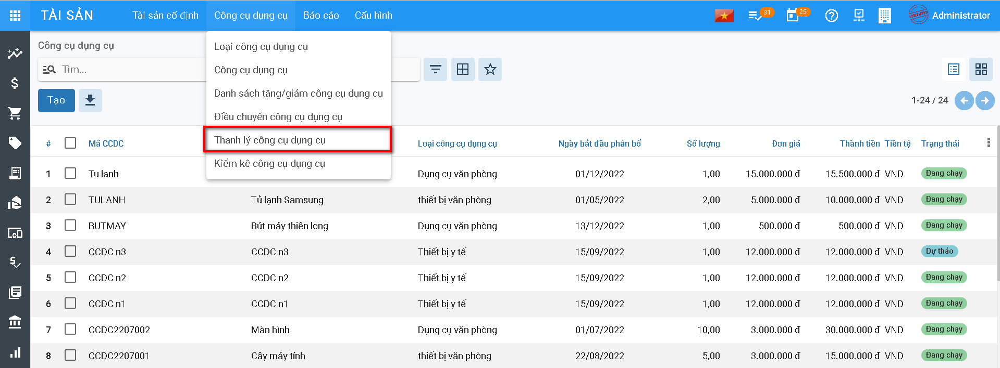 TÀI SẢN Tài sản cố định Công cụ dụng cụ Báo cáo Cấu hình 31 25 CERTIFIED Administrator
Công cụ dụng cụ
Tìm...
Tạo
1-24 / 24
Loại công cụ dụng cụ
Công cụ dụng cụ
Danh sách tăng/giảm công cụ dụng cụ
Điều chuyển công cụ dụng cụ
Thanh lý công cụ dụng cụ
Kiểm kê công cụ dụng cụ
# Mã CCDC Loại công cụ dụng cụ Ngày bắt đầu phân bổ Số lượng Đơn giá Thành tiền Tiền tệ Trạng thái
1 Tu lanh Dụng cụ văn phòng 01/12/2022 1,00 15.000.000 đ 15.500.000 đ VND Đang chạy
2 TULANH Tủ lạnh Samsung thiết bị văn phòng 01/05/2022 2,00 5.000.000 đ 10.000.000 đ VND Đang chạy
3 BUTMAY Bút máy thiên long Dụng cụ văn phòng 13/12/2022 1,00 500.000 đ 500.000 đ VND Đang chạy
4 CCDC n3 CCDC n3 Thiết bị y tế 15/09/2022 1,00 12.000.000 đ 12.000.000 đ VND Dự thảo
5 CCDC n2 CCDC n2 Thiết bị y tế 15/09/2022 1,00 12.000.000 đ 12.000.000 đ VND Đang chạy
6 CCDC n1 CCDC n1 Thiết bị y tế 15/09/2022 1,00 12.000.000 đ 12.000.000 đ VND Đang chạy
7 CCDC2207002 Màn hình Dụng cụ văn phòng 01/07/2022 10,00 3.000.000 đ 30.000.000 đ VND Đang chạy
8 CCDC2207001 Cây máy tính thiết bị văn phòng 22/08/2022 5,00 3.000.000 đ 15.000.000 đ VND Đang chạy